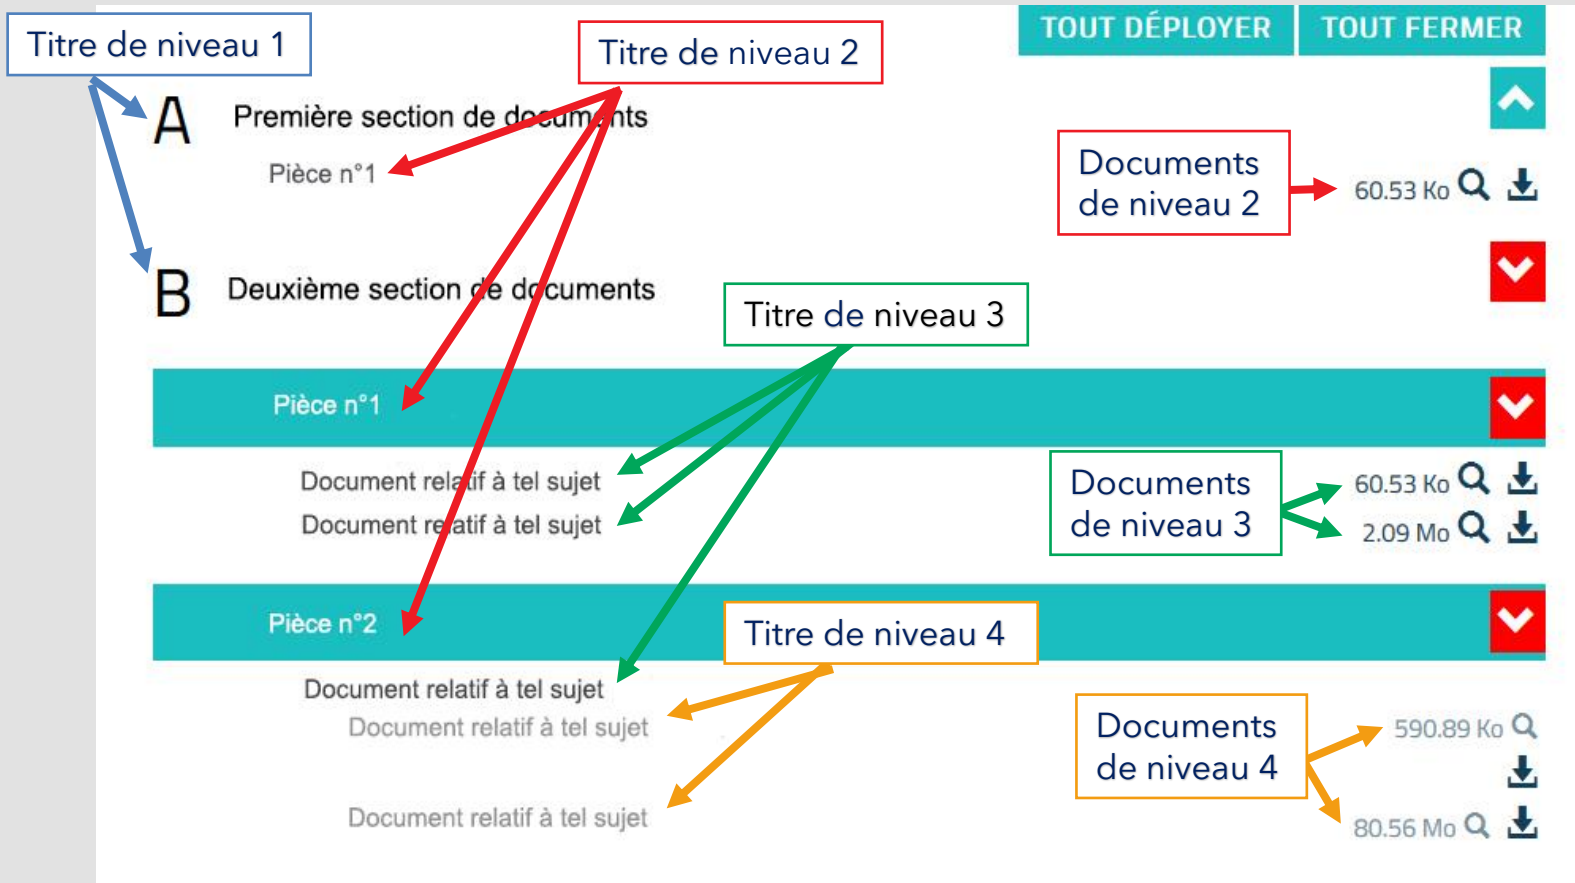 Titre de niveau 1
Titre de niveau 2
TOUT DÉPLOYER
TOUT FERMER
A
Première section de documents
Pièce n°1
Documents
de niveau 2
60.53 Ko
B
Deuxième section de documents
Titre de niveau 3
Pièce n°1
Document relatif à tel sujet
Document relatif à tel sujet
Documents
de niveau 3
60.53 Ko
2.09 Mo
Pièce n°2
Titre de niveau 4
Document relatif à tel sujet
Document relatif à tel sujet
Document relatif à tel sujet
Documents
de niveau 4
590.89 Ko
80.56 Mo